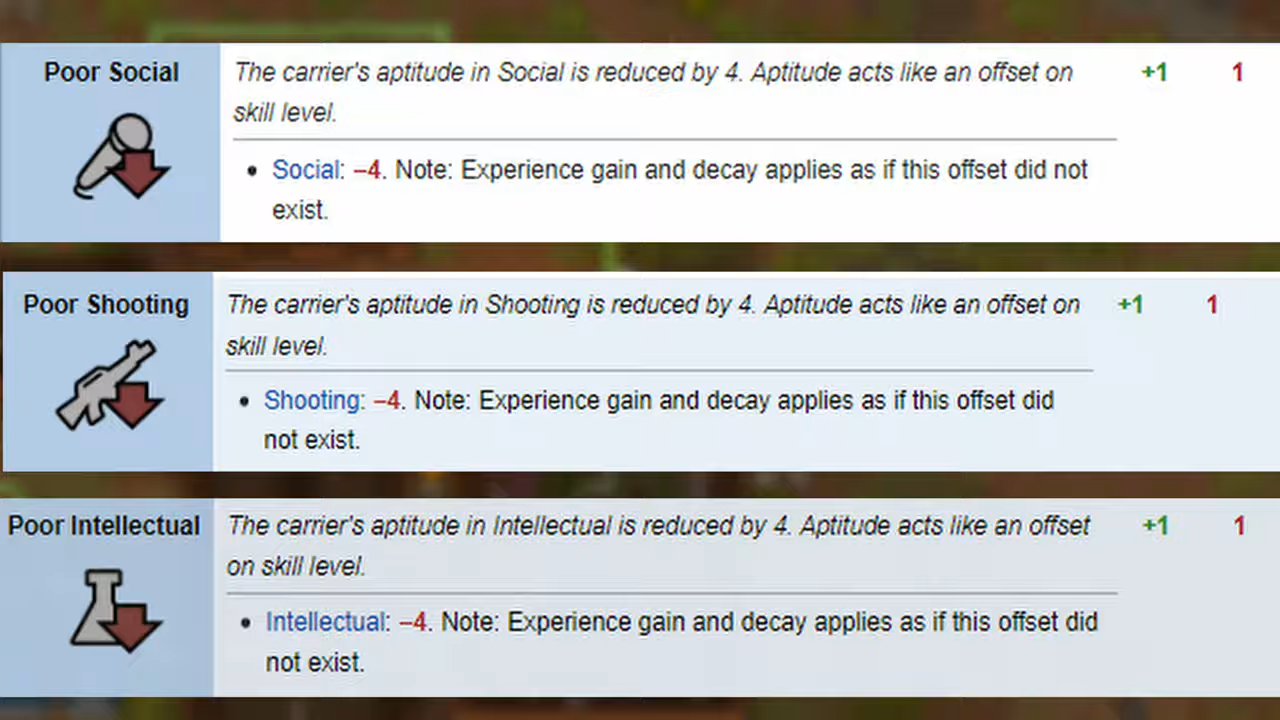 Poor Social
The carrier's aptitude in Social is reduced by 4. Aptitude acts like an offset on
skill level.
+1 1
• Social: −4. Note: Experience gain and decay applies as if this offset did not
exist.
Poor Shooting
The carrier's aptitude in Shooting is reduced by 4. Aptitude acts like an offset on
skill level.
+1 1
• Shooting: −4. Note: Experience gain and decay applies as if this offset did
not exist.
Poor Intellectual
The carrier's aptitude in Intellectual is reduced by 4. Aptitude acts like an offset
on skill level.
+1 1
• Intellectual: −4. Note: Experience gain and decay applies as if this offset did
not exist.